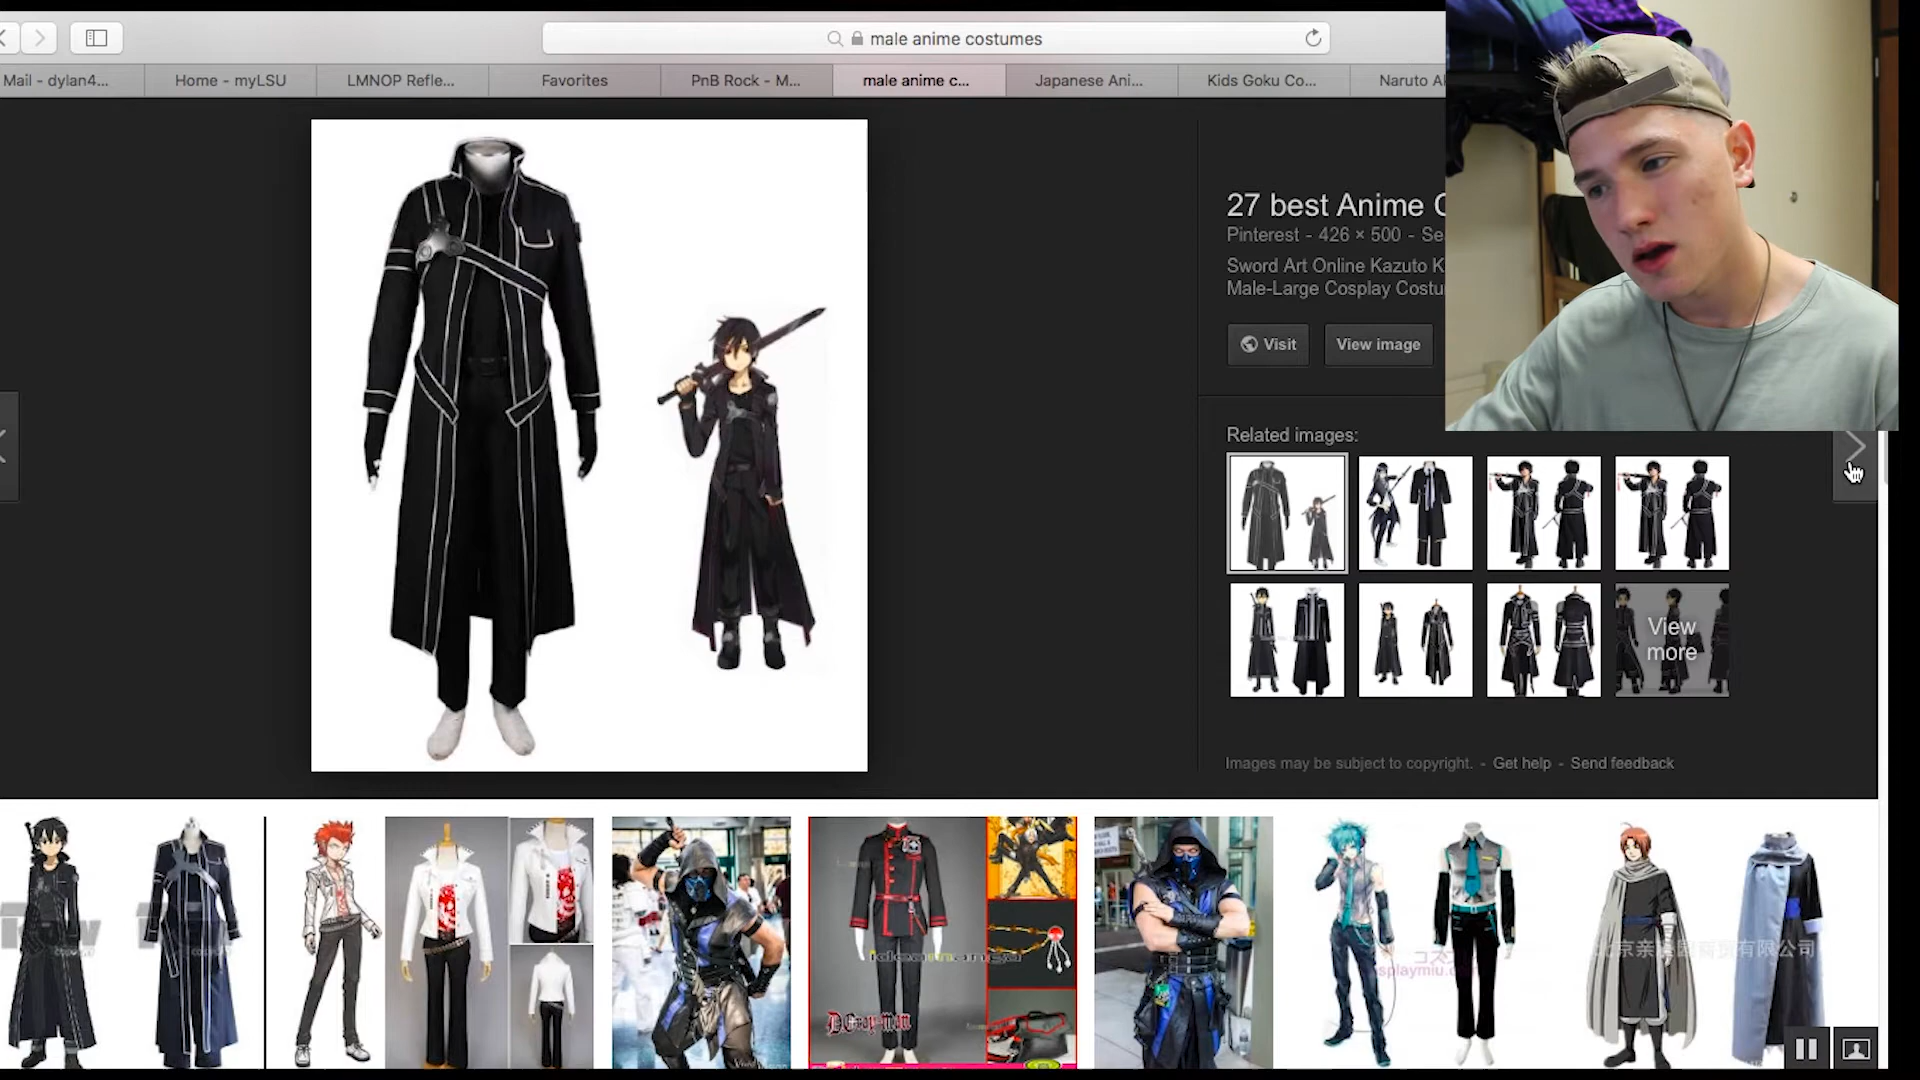 male anime costumes
Mail - dylan4...
Home - myLSU
LMNOP Refle...
Favorites
PnB Rock - M...
male anime c...
Japanese Ani...
Kids Goku Co...
Naruto A
27 best Anime C
Pinterest - 426 × 500 - Se
Sword Art Online Kazuto K
Male-Large Cosplay Costu
Visit
View image
Related images:
View
more
Images may be subject to copyright. - Get help - Send feedback
D.Gray-man